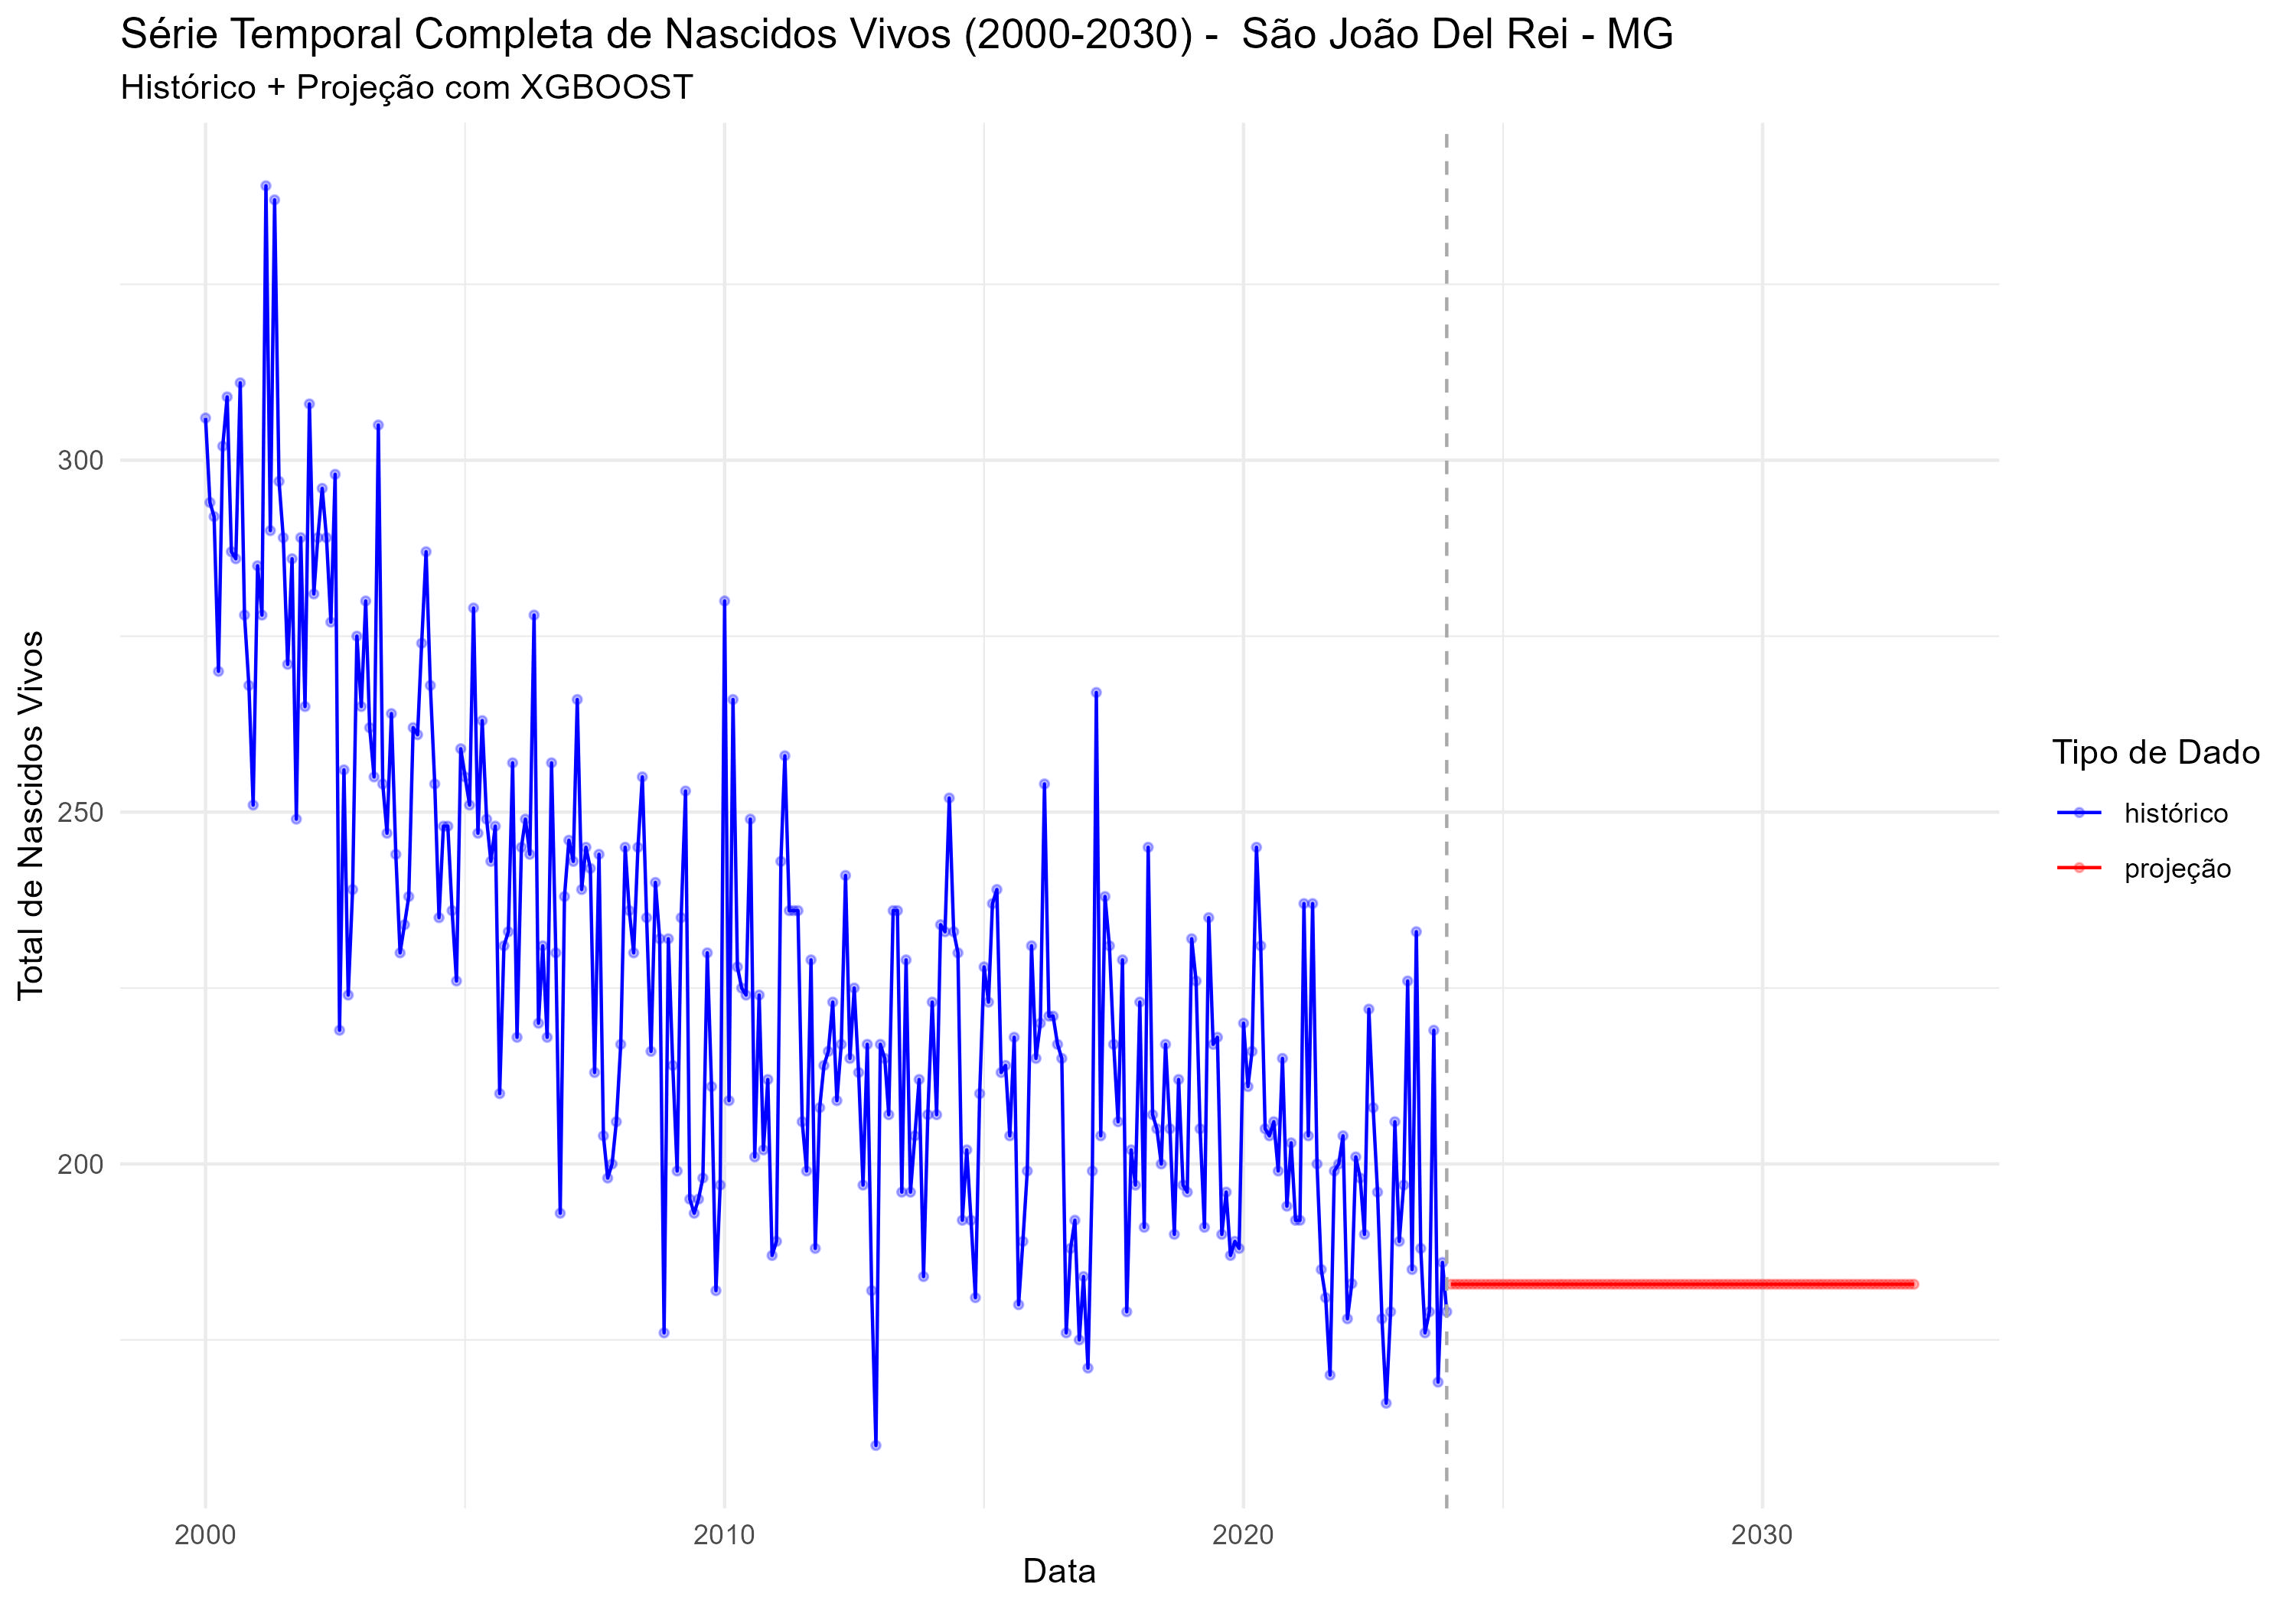 Série Temporal Completa de Nascidos Vivos (2000-2030) -  São João Del Rei - MG
Histórico + Projeção com XGBOOST
Total de Nascidos Vivos
300
250
200
2000
2010
2020
2030
Data
Tipo de Dado
histórico
projeção